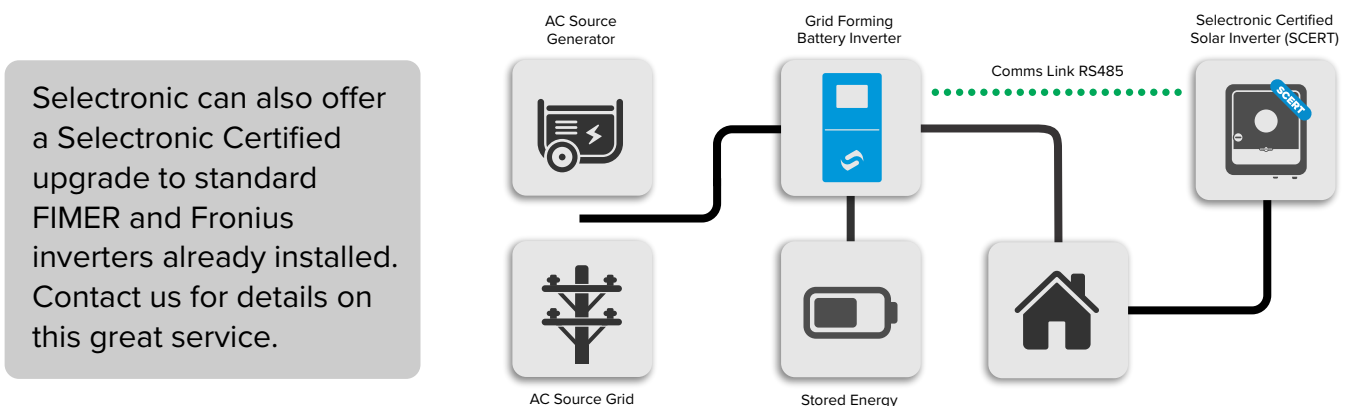 Selectronic can also offer
a Selectronic Certified
upgrade to standard
FIMER and Fronius
inverters already installed.
Contact us for details on
this great service.
AC Source
Generator
Grid Forming
Battery Inverter
Comms Link RS485
Selectronic Certified
Solar Inverter (SCERT)
SCERT
AC Source Grid
Stored Energy